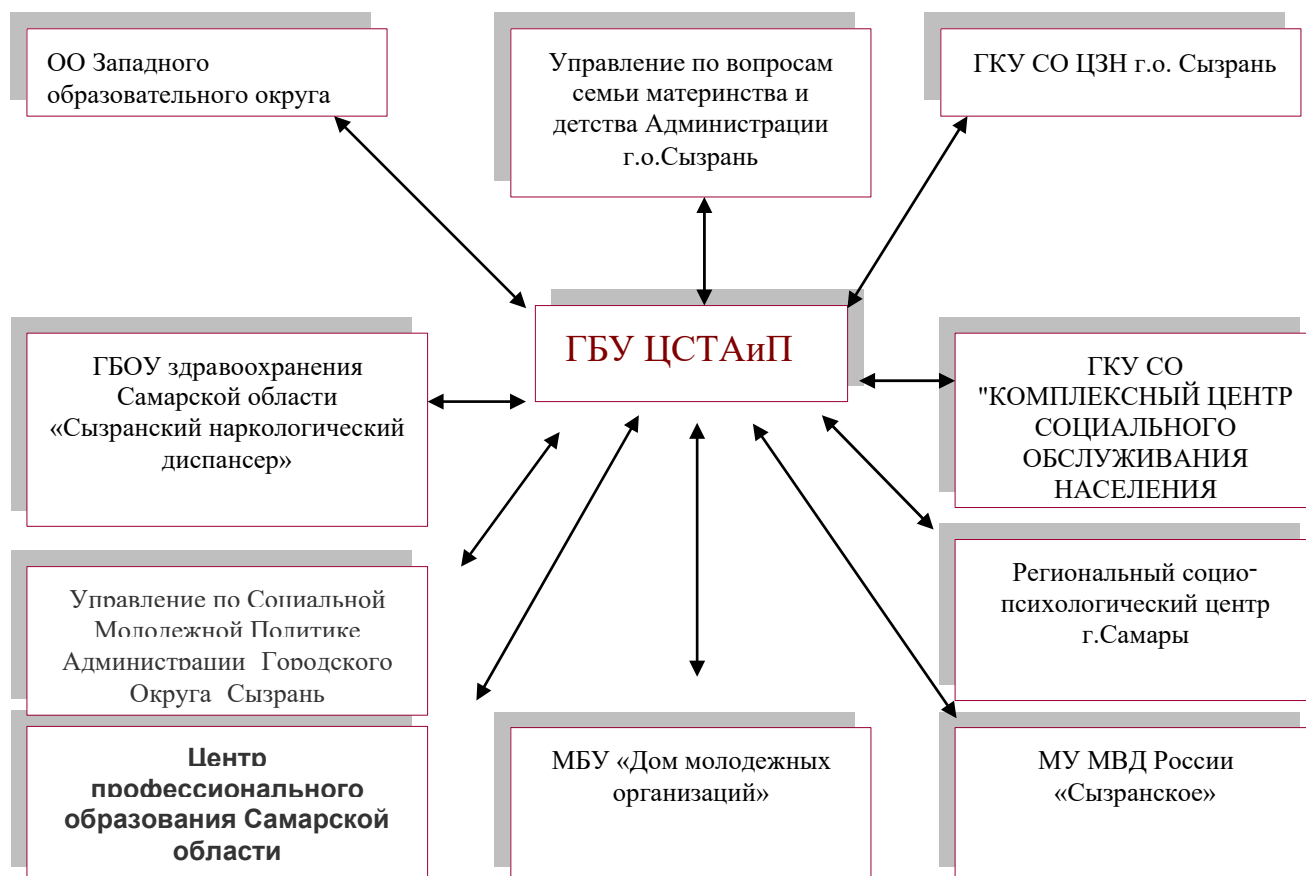 ОО Западного
образовательного округа
Управление по вопросам
семьи материнства и
детства Администрации
г.о.Сызрань
ГКУ СО ЦЗН г.о. Сызрань
ГБУ ЦСТАиП
ГБОУ здравоохранения
Самарской области
«Сызранский наркологический
диспансер»
ГКУ СО
"КОМПЛЕКСНЫЙ ЦЕНТР
СОЦИАЛЬНОГО
ОБСЛУЖИВАНИЯ
НАСЕЛЕНИЯ
Управление по Социальной
Молодежной Политике
Администрации Городского
Округа Сызрань
Региональный социо-
психологический центр
г.Самары
Центр
профессионального
образования Самарской
области
МБУ «Дом молодежных
организаций»
МУ МВД России
«Сызранское»